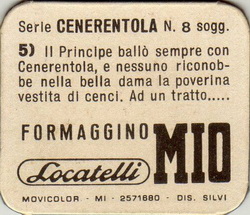 Serie CENERENTOLA N. 8 sogg.
5) Il Principe ballò sempre con
Cenerentola, e nessuno riconob-
be nella bella dama la poverina
vestita di cenci. Ad un tratto.....
FORMAGGINO
MIO
Locatelli
MOVICOLOR - MI - 2571680 - DIS. SILVI